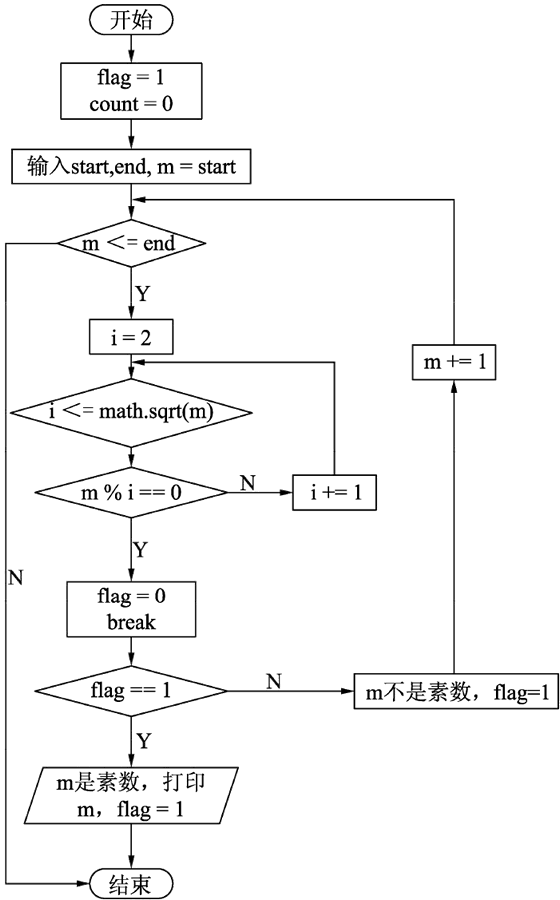 开始
flag = 1
count = 0
输入start,end, m = start
m <= end
Y
i = 2
m += 1
i <= math.sqrt(m)
m % i == 0
N
i += 1
Y
N
flag = 0
break
flag == 1
N
m不是素数，flag=1
Y
m是素数，打印
m，flag = 1
结束